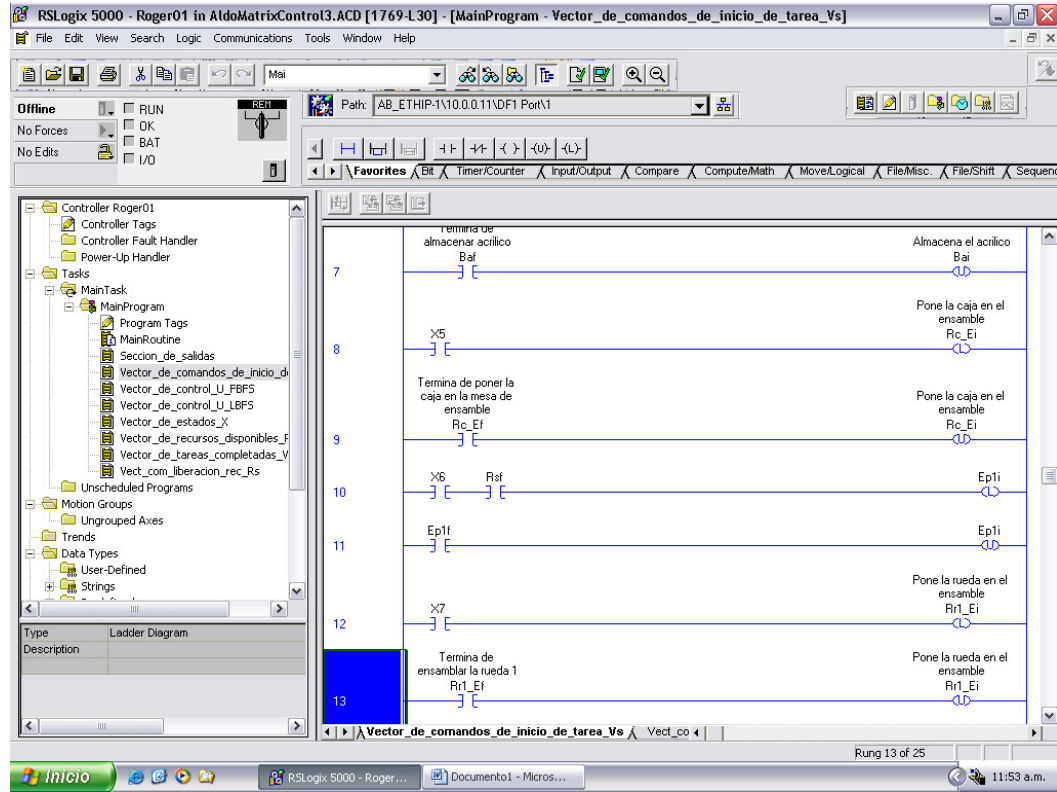 RSLogix 5000 - Roger01 in AldoMatrixControl3.ACD [1769-L30] - [MainProgram - Vector_de_comandos_de_inicio_de_tarea_Vs]
File Edit View Search Logic Communications Tools Window Help
Mai
Offline
RUN
REM
No Forces
OK
BAT
No Edits
I/O
Path: AB_ETHIP-1\10.0.0.11\DF1 Port\1
Favorites Bit Timer/Counter Input/Output Compare Compute/Math Move/Logical File/Misc. File/Shift Sequenc
Controller Roger01
Controller Tags
Controller Fault Handler
Power-Up Handler
Tasks
MainTask
MainProgram
Program Tags
MainRoutine
Seccion_de_salidas
Vector_de_comandos_de_inicio_d
Vector_de_control_U_FBFS
Vector_de_control_U_LBFS
Vector_de_estados_X
Vector_de_recursos_disponibles_F
Vector_de_tareas_completadas_V
Vect_com_liberacion_rec_Rs
Unscheduled Programs
Motion Groups
Ungrouped Axes
Trends
Data Types
User-Defined
Strings
Type Ladder Diagram
Description
Termina de
almacenar acrilico
Baf
Almacena el acrilico
Bai
U
7
Pone la caja en el
ensamble
X5
Rc_Ei
L
8
Termina de poner la
caja en la mesa de
ensamble
Rc_Ef
Pone la caja en el
ensamble
Rc_Ei
U
9
X6 Rsf
Ep1i
L
10
Ep1f
Ep1i
U
11
Pone la rueda en el
ensamble
X7
Rr1_Ei
L
12
Termina de
ensamblar la rueda 1
Rr1_Ef
Pone la rueda en el
ensamble
Rr1_Ei
U
13
Vector_de_comandos_de_inicio_de_tarea_Vs Vect_co
Rung 13 of 25
Inicio
RSLogix 5000 - Roger...
Documento1 - Micros...
11:53 a.m.